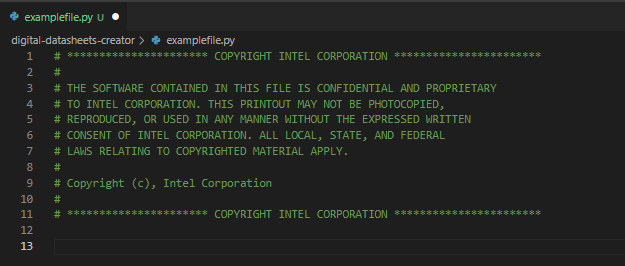 examplefile.py U
digital-datasheets-creator > examplefile.py
1 # ********************** COPYRIGHT INTEL CORPORATION ***********************
2 #
3 # THE SOFTWARE CONTAINED IN THIS FILE IS CONFIDENTIAL AND PROPRIETARY
4 # TO INTEL CORPORATION. THIS PRINTOUT MAY NOT BE PHOTOCOPIED,
5 # REPRODUCED, OR USED IN ANY MANNER WITHOUT THE EXPRESSED WRITTEN
6 # CONSENT OF INTEL CORPORATION. ALL LOCAL, STATE, AND FEDERAL
7 # LAWS RELATING TO COPYRIGHTED MATERIAL APPLY.
8 #
9 # Copyright (c), Intel Corporation
10 #
11 # ********************** COPYRIGHT INTEL CORPORATION ***********************
12
13